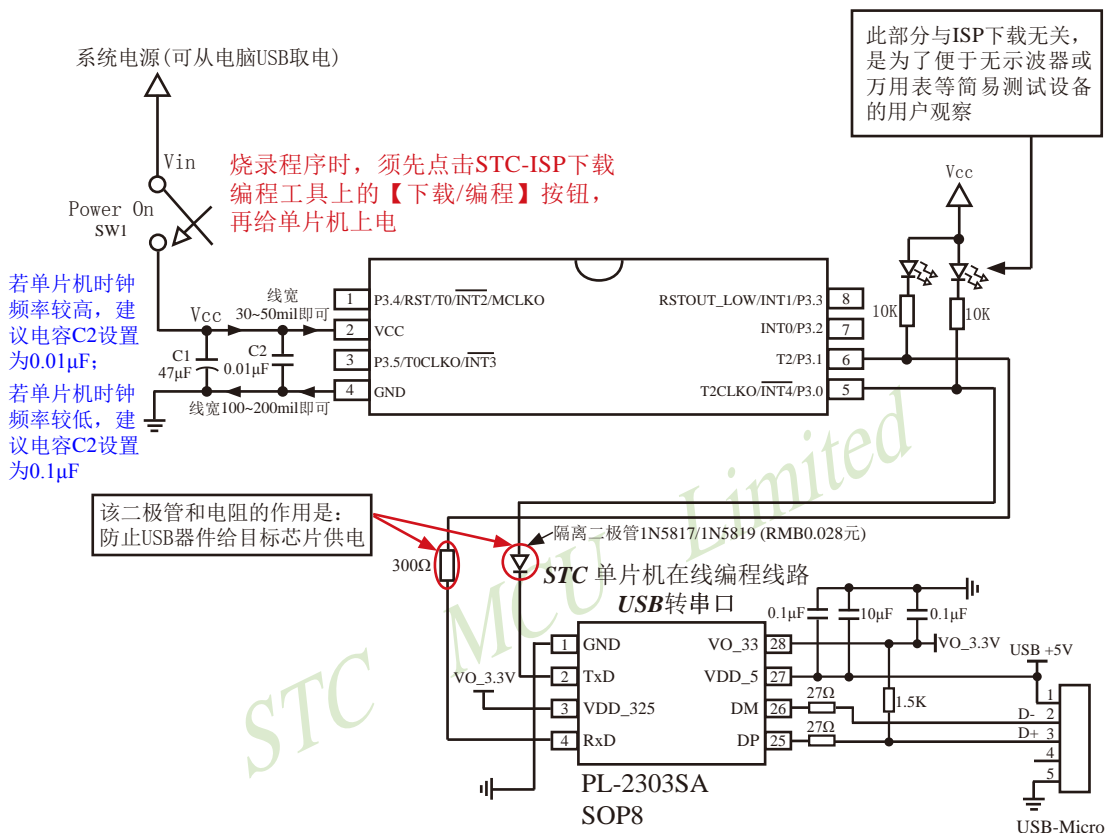 系统电源(可从电脑USB取电)
Vin
Power On
SW1
烧录程序时，须先点击STC-ISP下载
编程工具上的【下载/编程】按钮，
再给单片机上电
此部分与ISP下载无关，
是为了便于无示波器或
万用表等简易测试设备
的用户观察
Vcc
10K
10K
若单片机时钟
频率较高，建
议电容C2设置
为0.01μF；
若单片机时钟
频率较低，建
议电容C2设置
为0.1μF
Vcc
线宽
30~50mil即可
C1
47μF
C2
0.01μF
线宽100~200mil即可
1 P3.4/RST/T0/INT2/MCLKO
2 VCC
3 P3.5/T0CLKO/INT3
4 GND
RSTOUT_LOW/INT1/P3.3 8
INT0/P3.2 7
T2/P3.1 6
T2CLKO/INT4/P3.0 5
该二极管和电阻的作用是：
防止USB器件给目标芯片供电
300Ω
隔离二极管1N5817/1N5819 (RMB0.028元)
STC 单片机在线编程线路
USB转串口
0.1μF
10μF
0.1μF
1 GND
2 TxD
3 VDD_325
4 RxD
VO_33 28
VDD_5 27
DM 26
DP 25
VO_3.3V
VO_3.3V
USB +5V
27Ω
27Ω
1.5K
1
D- 2
D+ 3
4
5
USB-Micro
PL-2303SA
SOP8
STC MCU Limited